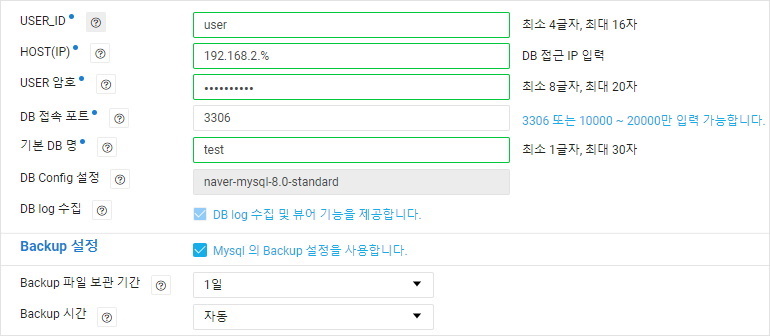 USER_ID • ? user 최소 4글자, 최대 16자
HOST(IP) • ? 192.168.2.% DB 접근 IP 입력
USER 암호 • ? •••••••••• 최소 8글자, 최대 20자
DB 접속 포트 • ? 3306 3306 또는 10000 ~ 20000만 입력 가능합니다.
기본 DB 명 • ? test 최소 1글자, 최대 30자
DB Config 설정 ? naver-mysql-8.0-standard
DB log 수집 ? DB log 수집 및 뷰어 기능을 제공합니다.
Backup 설정 Mysql 의 Backup 설정을 사용합니다.
Backup 파일 보관 기간 ? 1일
Backup 시간 ? 자동